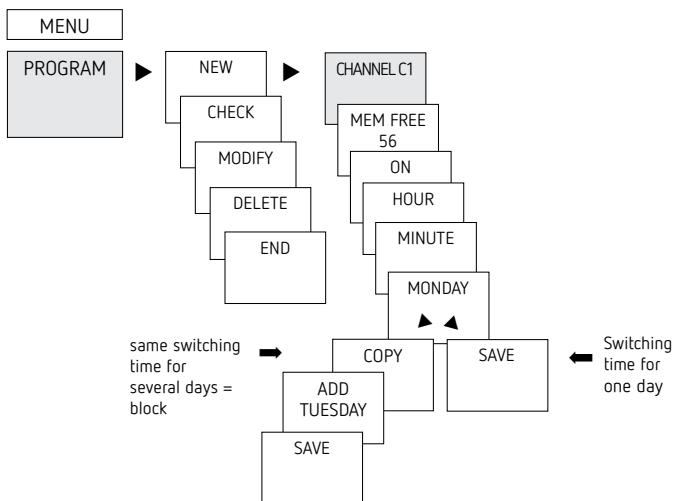 MENU
PROGRAM
NEW
CHECK
MODIFY
DELETE
END
CHANNEL C1
MEM FREE
56
ON
HOUR
MINUTE
MONDAY
same switching
time for
several days =
block
COPY
ADD
TUESDAY
SAVE
SAVE
Switching
time for
one day